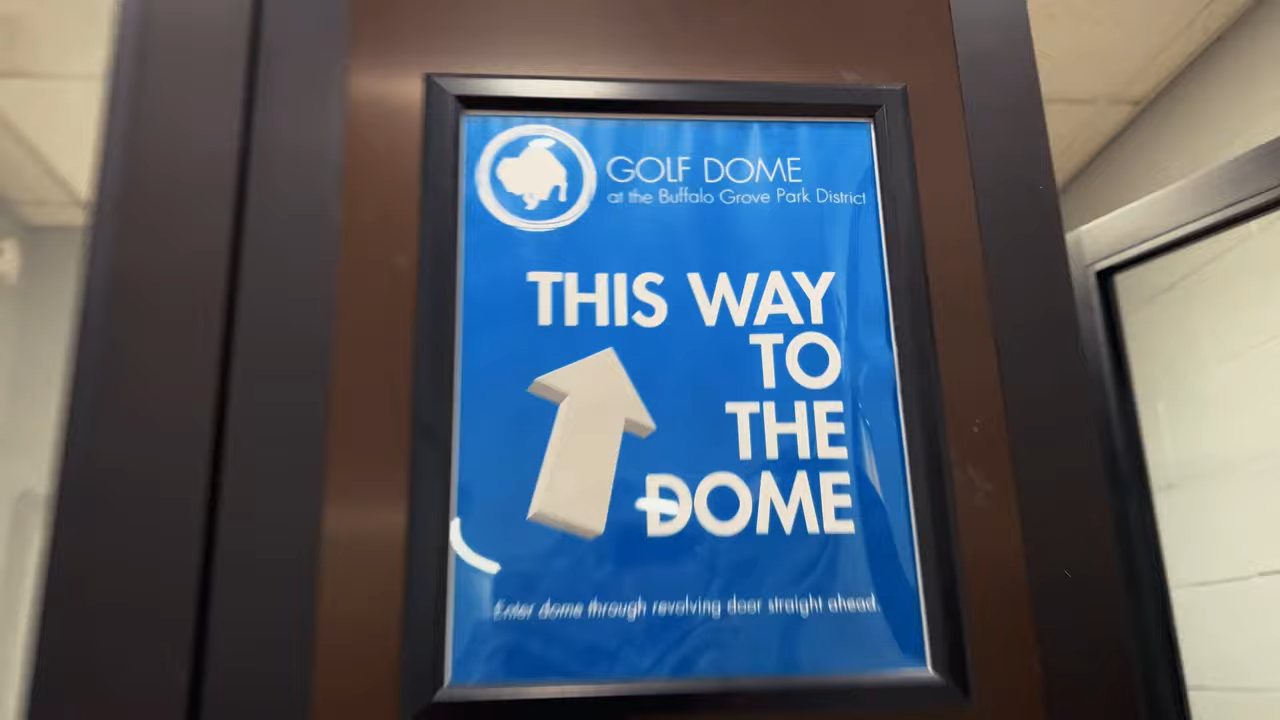 GOLF DOME
at the Buffalo Grove Park District
THIS WAY
TO
THE
DOME
Enter dome through revolving door straight ahead.